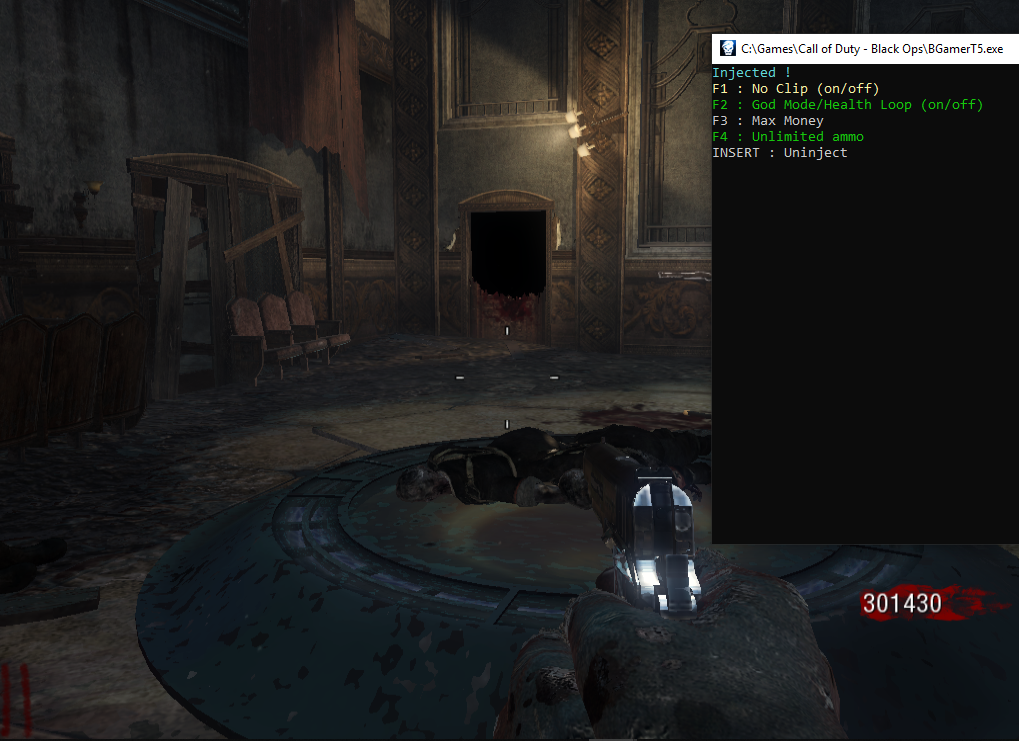 C:\Games\Call of Duty - Black Ops\BGamerT5.exe
Injected !
F1 : No Clip (on/off)
F2 : God Mode/Health Loop (on/off)
F3 : Max Money
F4 : Unlimited ammo
INSERT : Uninject
301430